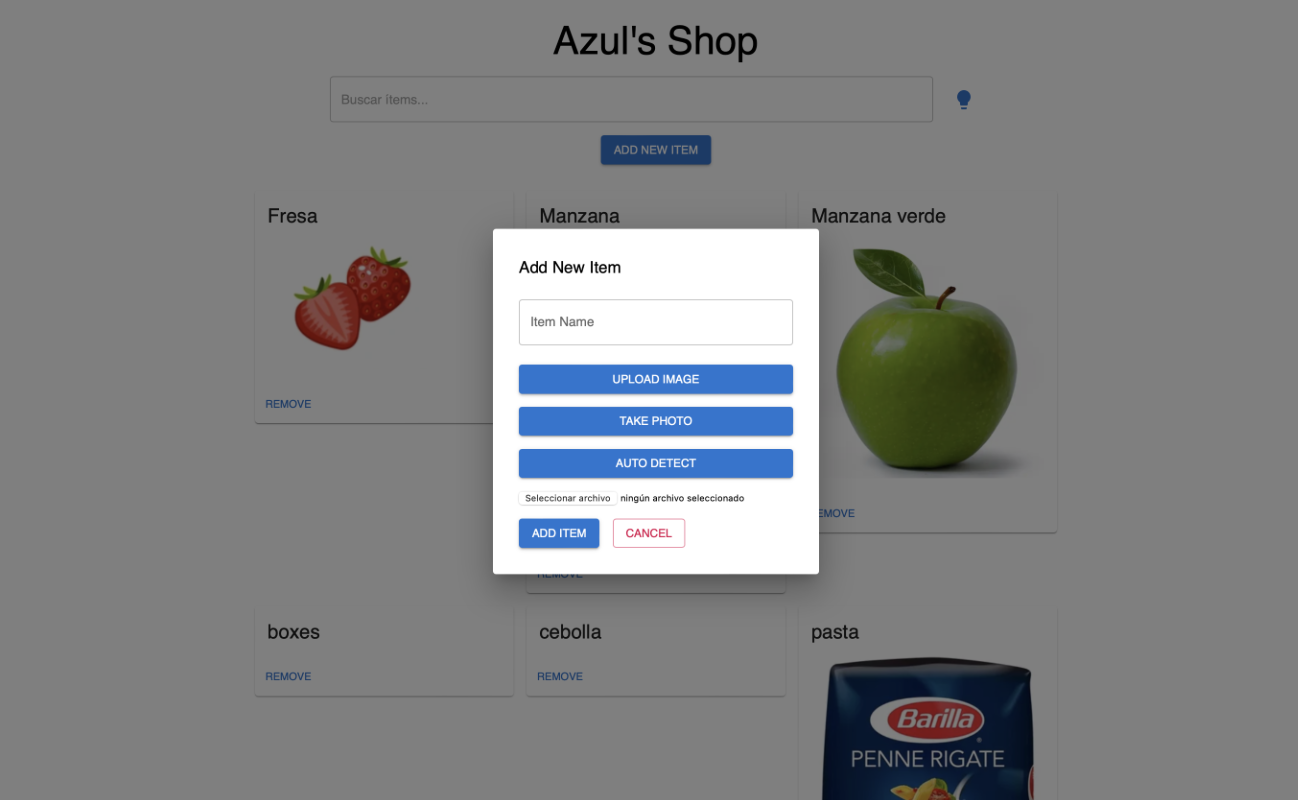 Azul's Shop
Buscar items...
ADD NEW ITEM
Fresa
Manzana
Manzana verde
REMOVE
Add New Item
Item Name
UPLOAD IMAGE
TAKE PHOTO
AUTO DETECT
Seleccionar archivo ningún archivo seleccionado
ADD ITEM
CANCEL
EMOVE
REMOVE
boxes
cebolla
pasta
REMOVE
REMOVE
Barilla
PENNE RIGATE